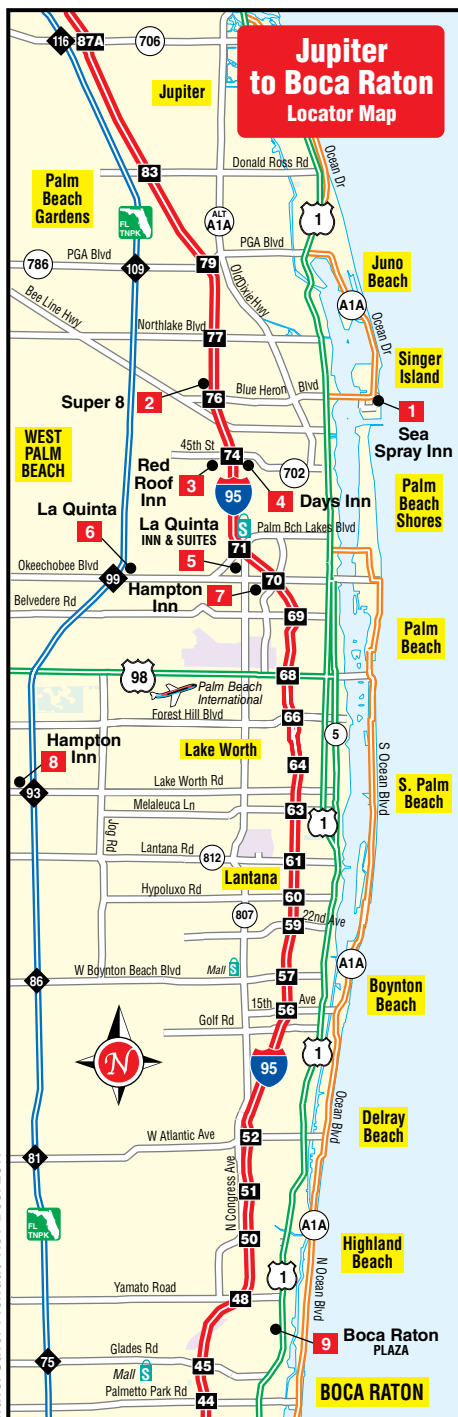 Jupiter
to Boca Raton
Locator Map
116
87A
706
Jupiter
Ocean Dr
Donald Ross Rd
83
Palm
Beach
Gardens
FL
TNPK
ALT
A1A
1
786
PGA Blvd
109
79
PGA Blvd
Juno
Beach
A1A
Old Dixie Hwy
Bee Line Hwy
Northlake Blvd
77
Ocean Dr
Singer
Island
Super 8
2
76
Blue Heron Blvd
1
Sea
Spray Inn
WEST
PALM
BEACH
45th St
74
702
Red
Roof
Inn
3
4
Days Inn
95
Palm
Beach
Shores
La Quinta
6
La Quinta
INN & SUITES
5
S
Palm Bch Lakes Blvd
71
Okeechobee Blvd
99
70
Hampton
Inn
7
Belvedere Rd
69
Palm
Beach
98
68
Palm Beach
International
Forest Hill Blvd
66
5
Hampton
Inn
8
Lake Worth
64
S Ocean Blvd
93
Lake Worth Rd
S. Palm
Beach
Melaleuca Ln
63
1
Jog Rd
Lantana Rd
812
61
Lantana
Hypoluxo Rd
60
807
22nd Ave
59
Mall S
A1A
86
W Boynton Beach Blvd
57
Boynton
Beach
15th Ave
56
Golf Rd
N
95
1
Ocean Blvd
81
W Atlantic Ave
52
Delray
Beach
N Congress Ave
51
FL
TNPK
50
A1A
Highland
Beach
1
N Ocean Blvd
Yamato Road
48
9
Boca Raton
PLAZA
75
Glades Rd
45
Mall S
BOCA RATON
Palmetto Park Rd
44